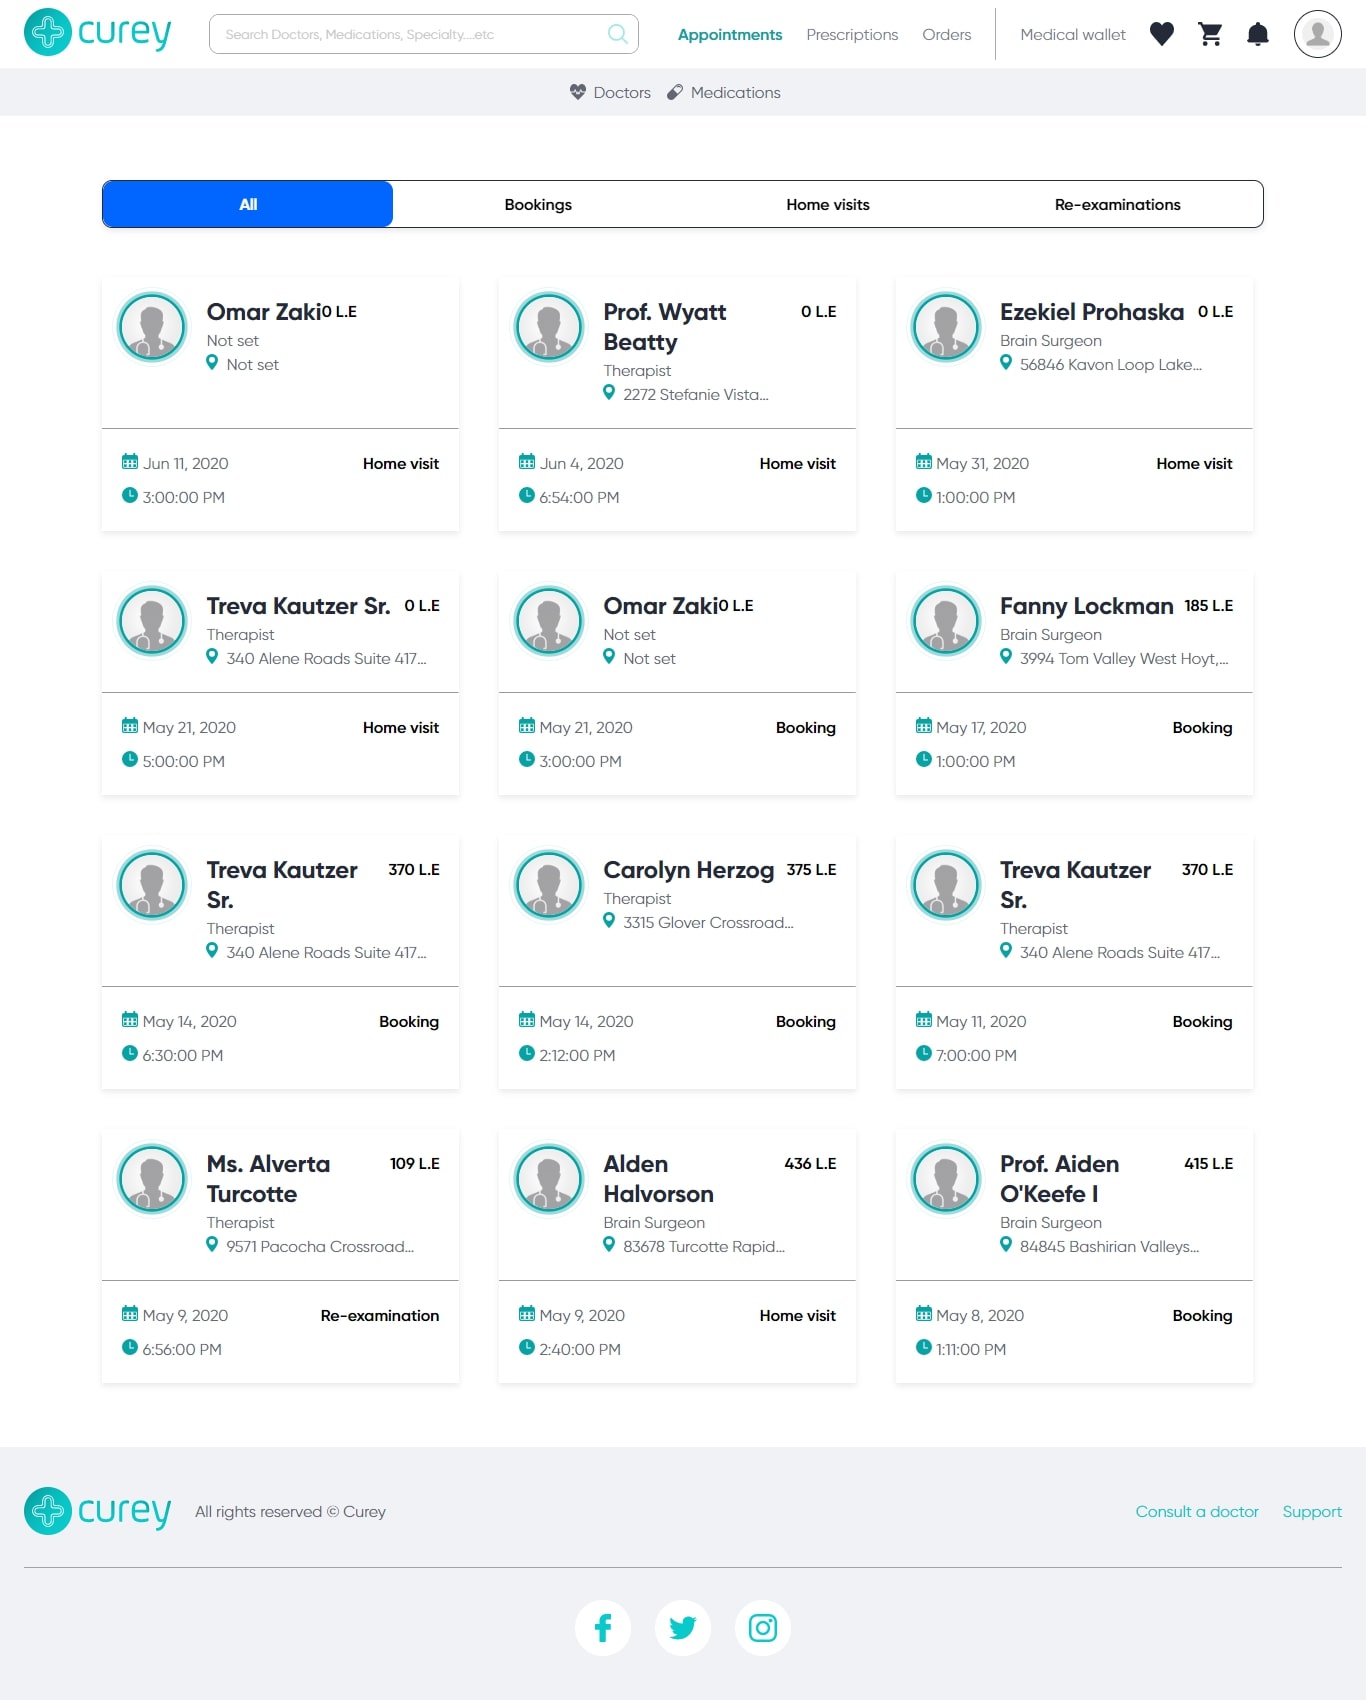 curey
Search Doctors, Medications, Specialty....etc
Appointments
Prescriptions
Orders
Medical wallet
Doctors
Medications
All
Bookings
Home visits
Re-examinations
Omar Zaki
0 L.E
Not set
Not set
Jun 11, 2020
Home visit
3:00:00 PM
Prof. Wyatt
Beatty
0 L.E
Therapist
2272 Stefanie Vista...
Jun 4, 2020
Home visit
6:54:00 PM
Ezekiel Prohaska
0 L.E
Brain Surgeon
56846 Kavon Loop Lake...
May 31, 2020
Home visit
1:00:00 PM
Treva Kautzer Sr.
0 L.E
Therapist
340 Alene Roads Suite 417...
May 21, 2020
Home visit
5:00:00 PM
Omar Zaki
0 L.E
Not set
Not set
May 21, 2020
Booking
3:00:00 PM
Fanny Lockman
185 L.E
Brain Surgeon
3994 Tom Valley West Hoyt,...
May 17, 2020
Booking
1:00:00 PM
Treva Kautzer
Sr.
370 L.E
Therapist
340 Alene Roads Suite 417...
May 14, 2020
Booking
6:30:00 PM
Carolyn Herzog
375 L.E
Therapist
3315 Glover Crossroad...
May 14, 2020
Booking
2:12:00 PM
Treva Kautzer
Sr.
370 L.E
Therapist
340 Alene Roads Suite 417...
May 11, 2020
Booking
7:00:00 PM
Ms. Alverta
Turcotte
109 L.E
Therapist
9571 Pacocha Crossroad...
May 9, 2020
Re-examination
6:56:00 PM
Alden
Halvorson
436 L.E
Brain Surgeon
83678 Turcotte Rapid...
May 9, 2020
Home visit
2:40:00 PM
Prof. Aiden
O'Keefe I
415 L.E
Brain Surgeon
84845 Bashirian Valleys...
May 8, 2020
Booking
1:11:00 PM
curey
All rights reserved © Curey
Consult a doctor
Support